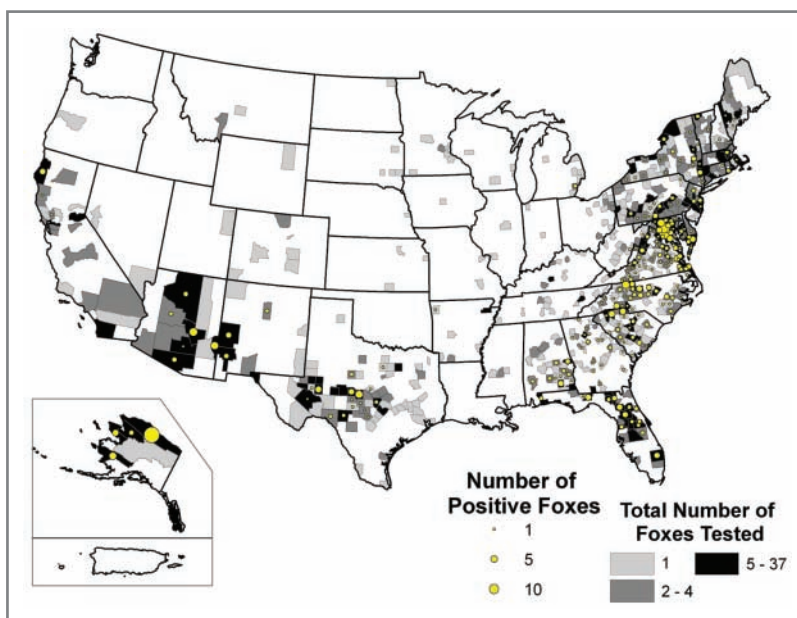 Number of
Positive Foxes
1
5
10
Total Number of
Foxes Tested
1
5 - 37
2 - 4